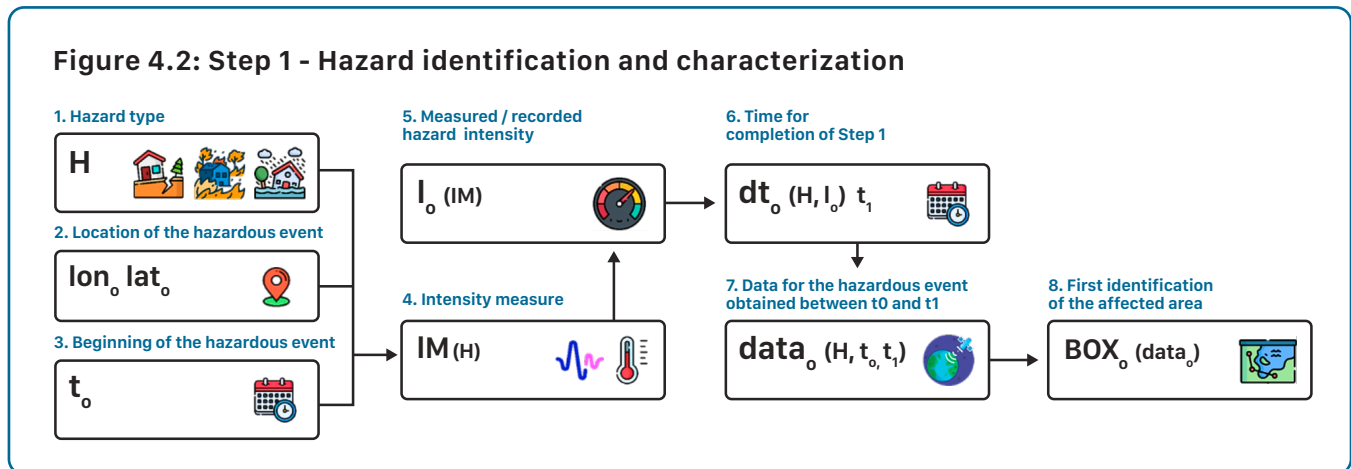 Figure 4.2: Step 1 - Hazard identification and characterization
1. Hazard type
H
2. Location of the hazardous event
lonₒ latₒ
3. Beginning of the hazardous event
tₒ
4. Intensity measure
IM (H)
5. Measured / recorded
hazard intensity
Iₒ (IM)
6. Time for
completion of Step 1
dtₒ (H, Iₒ) t₁
7. Data for the hazardous event
obtained between t0 and t1
dataₒ (H, tₒ, t₁)
8. First identification
of the affected area
BOXₒ (dataₒ)